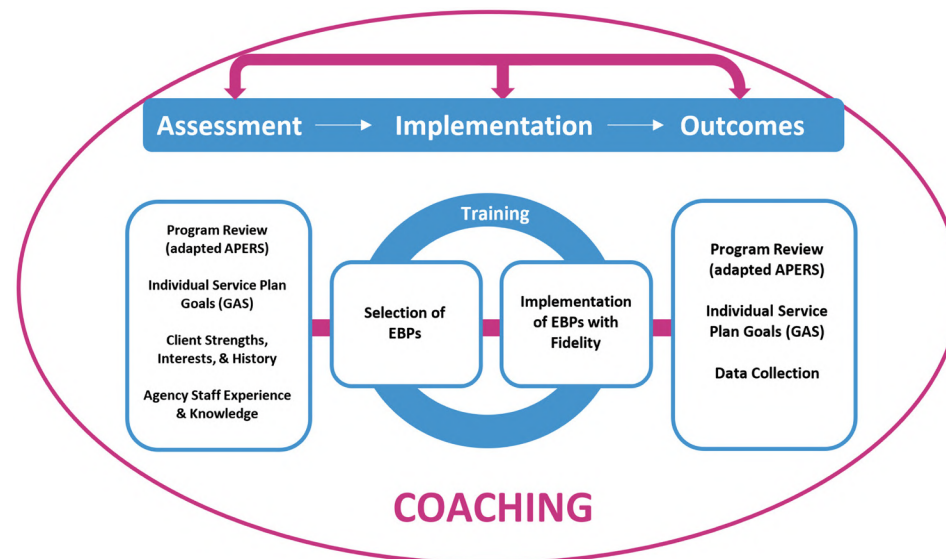 Assessment → Implementation → Outcomes
Training
Program Review
(adapted APERS)
Individual Service Plan
Goals (GAS)
Client Strengths,
Interests, & History
Agency Staff Experience
& Knowledge
Selection of
EBPs
Implementation
of EBPs with
Fidelity
Program Review
(adapted APERS)
Individual Service
Plan Goals (GAS)
Data Collection
COACHING